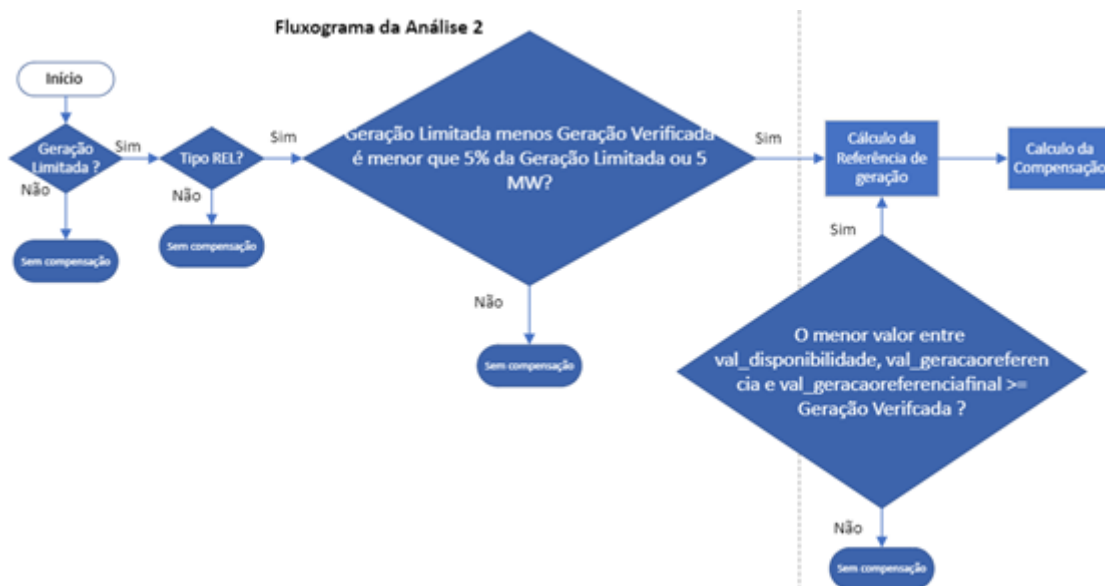 Fluxograma da Análise 2
Início
Geração
Limitada ?
Sim
Não
Sem compensação
Tipo REL?
Sim
Não
Sem compensação
Geração Limitada menos Geração Verificada
é menor que 5% da Geração Limitada ou 5
MW?
Sim
Não
Sem compensação
Cálculo da
Referência de
geração
Calculo da
Compensação
Sim
O menor valor entre
val_disponibilidade, val_geracaoreferen
cia e val_geracaoreferenciafinal >=
Geração Verifcada ?
Não
Sem compensação